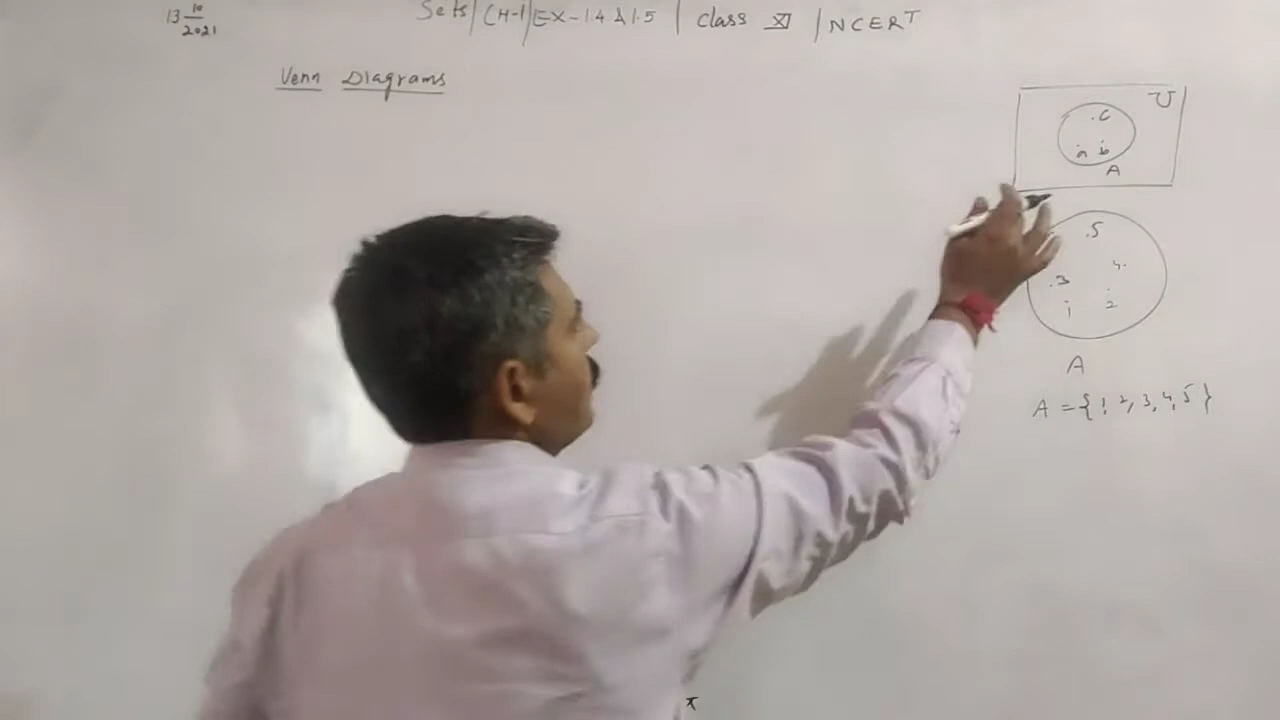 13 10/2021
Sets/CH-1/EX-1.4 & 1.5 | Class XI | NCERT
Venn Diagrams
U
.c
a b
A
.5
4.
.3
1 2
A
A = {1, 2, 3, 4, 5}